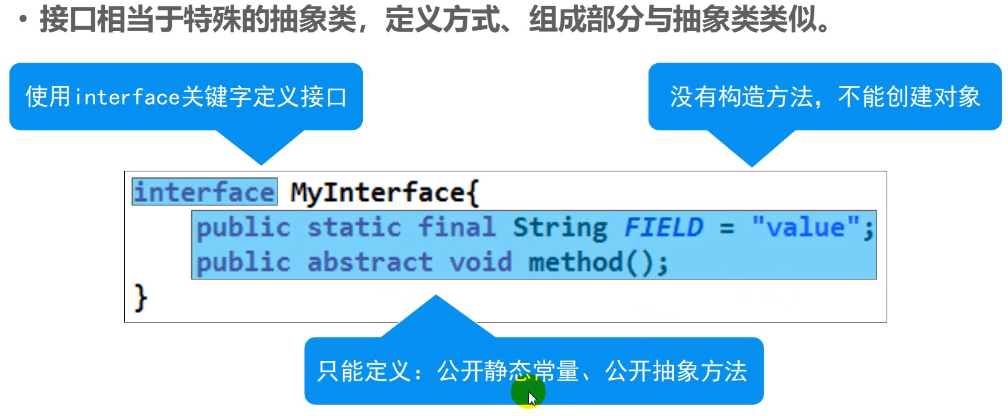 • 接口相当于特殊的抽象类，定义方式、组成部分与抽象类类似。
使用interface关键字定义接口
没有构造方法，不能创建对象
interface MyInterface{
public static final String FIELD = "value";
public abstract void method();
}
只能定义：公开静态常量、公开抽象方法